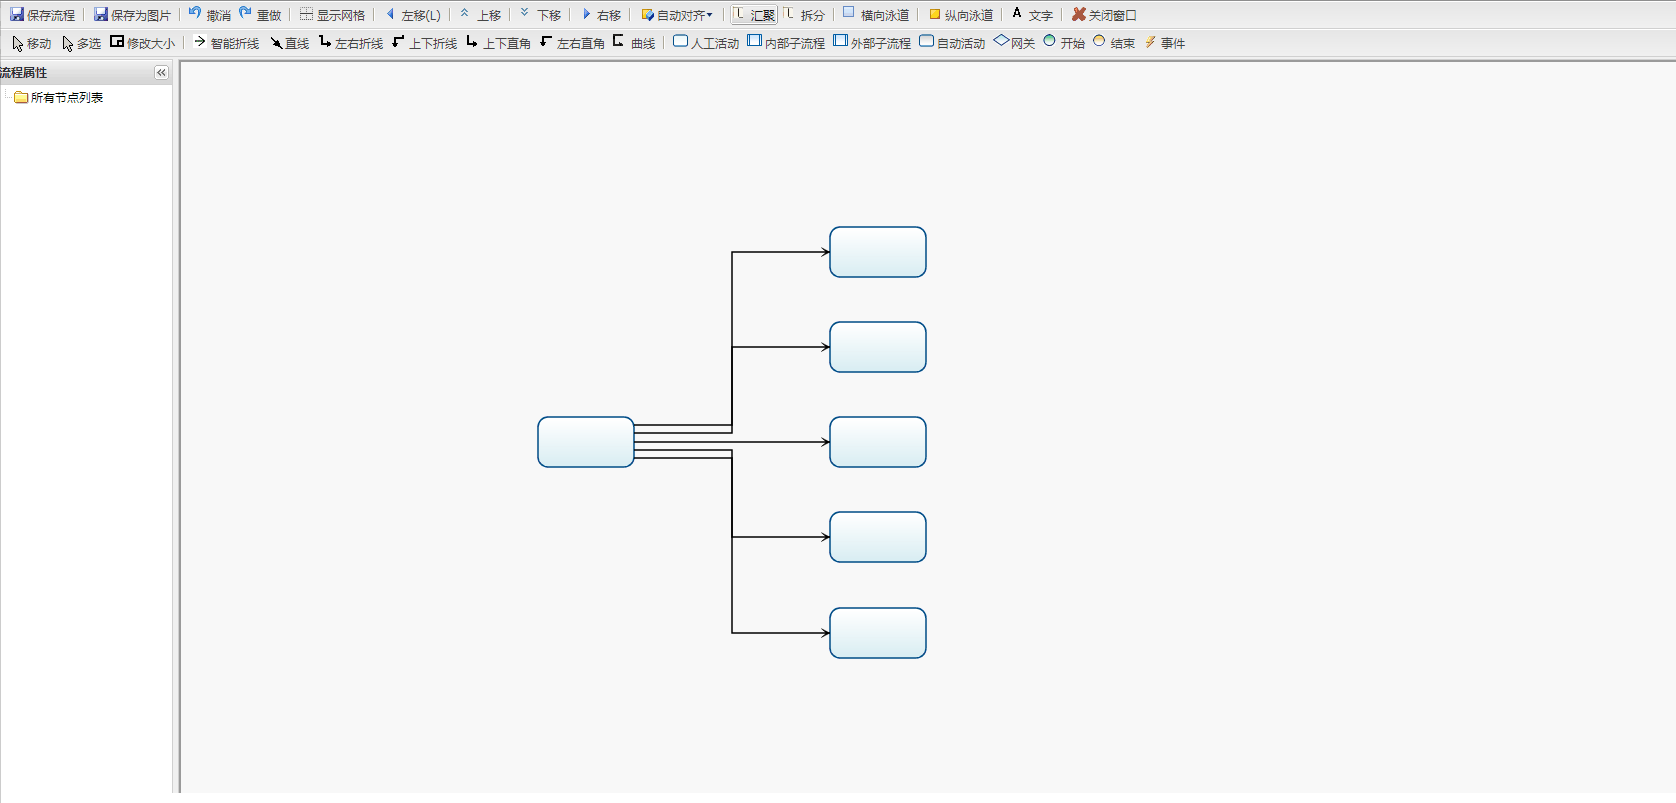 保存流程 保存为图片 撤消 重做 显示网格 左移(L) 上移 下移 右移 自动对齐 汇聚 拆分 横向泳道 纵向泳道 A 文字 关闭窗口
移动 多选 修改大小 智能折线 直线 左右折线 上下折线 上下直角 左右直角 曲线 人工活动 内部子流程 外部子流程 自动活动 网关 开始 结束 事件
流程属性
所有节点列表